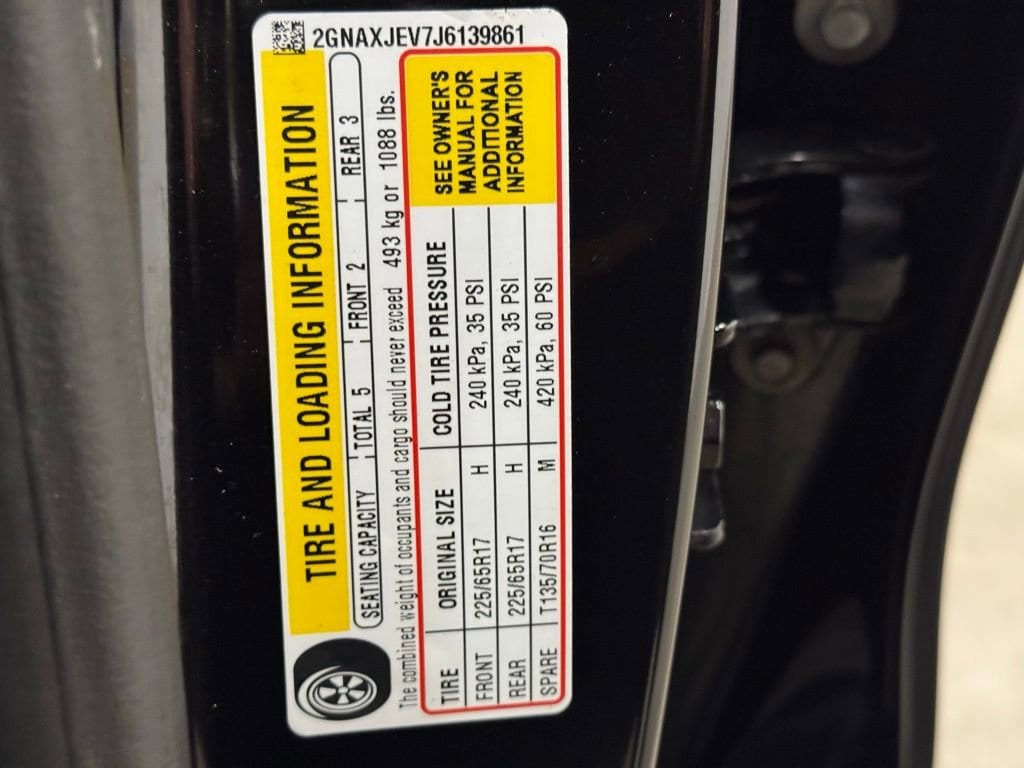 2GNAXJEV7J6139861
TIRE AND LOADING INFORMATION
SEATING CAPACITY TOTAL 5 FRONT 2 REAR 3
The combined weight of occupants and cargo should never exceed 493 kg or 1088 lbs.
TIRE ORIGINAL SIZE COLD TIRE PRESSURE
FRONT 225/65R17 H 240 kPa, 35 PSI
REAR 225/65R17 H 240 kPa, 35 PSI
SPARE T135/70R16 M 420 kPa, 60 PSI
SEE OWNER'S
MANUAL FOR
ADDITIONAL
INFORMATION